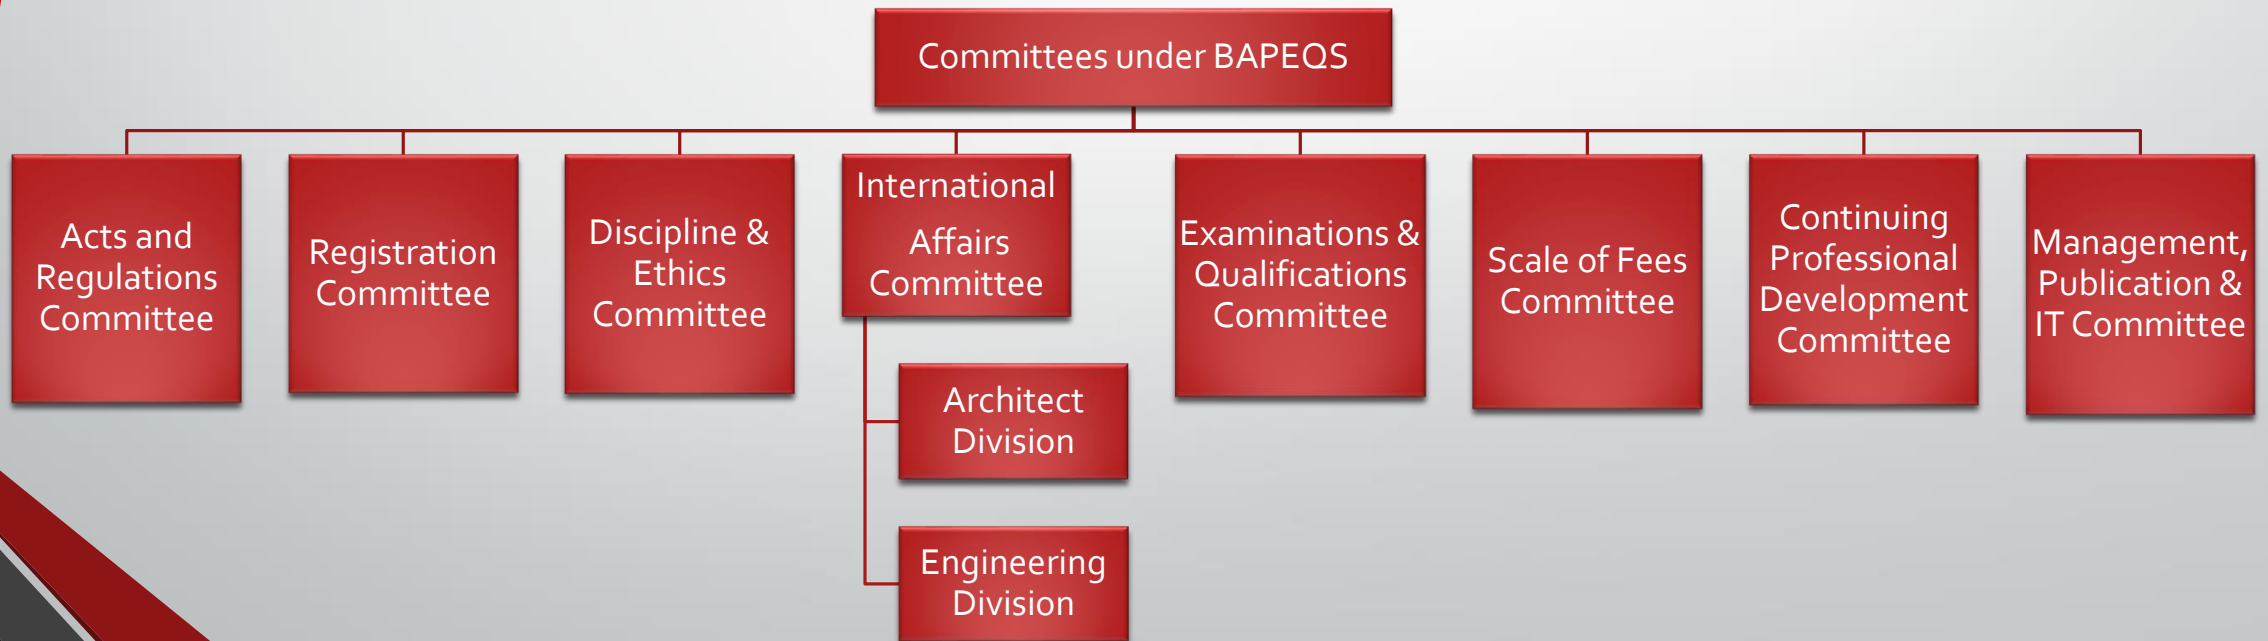 Committees under BAPEQS
Acts and
Regulations
Committee
Registration
Committee
Discipline &
Ethics
Committee
International
Affairs
Committee
Architect
Division
Engineering
Division
Examinations &
Qualifications
Committee
Scale of Fees
Committee
Continuing
Professional
Development
Committee
Management,
Publication &
IT Committee